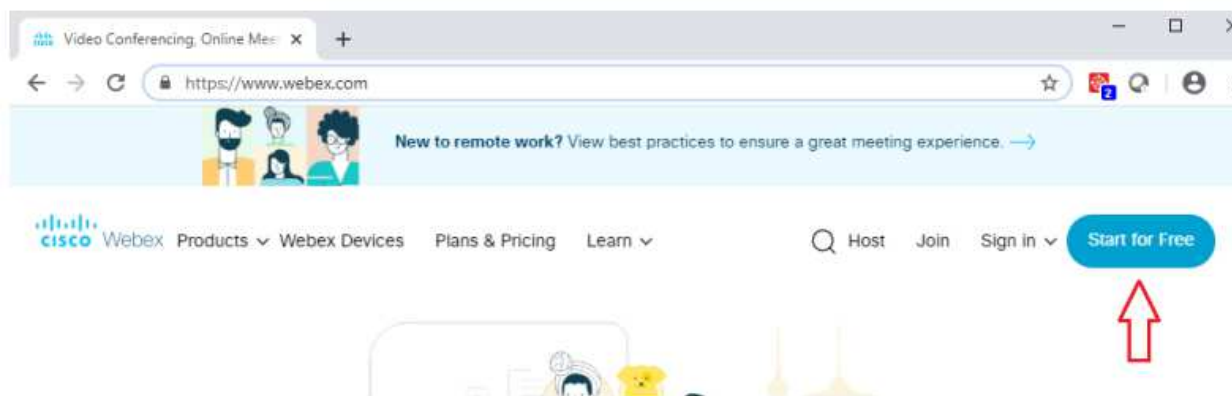 Video Conferencing, Online Mee
https://www.webex.com
2
New to remote work? View best practices to ensure a great meeting experience.
CISCO Webex Products Webex Devices Plans & Pricing Learn Host Join Sign in Start for Free